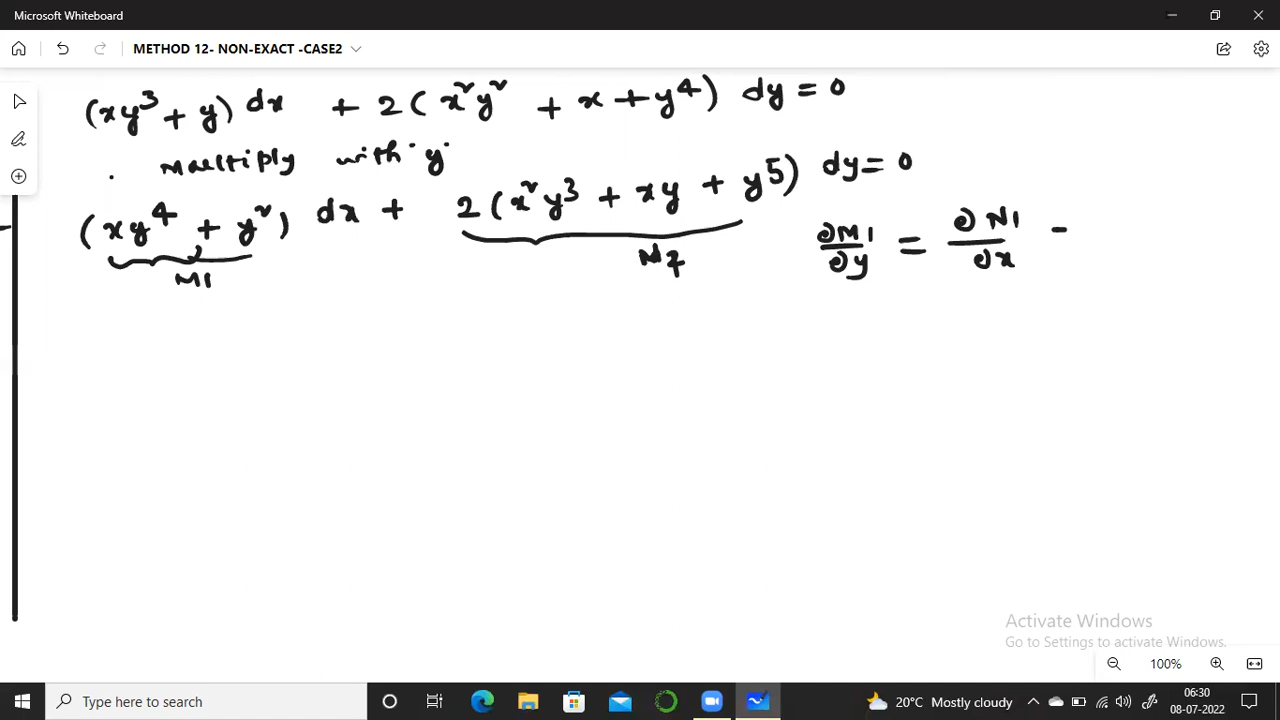 Microsoft Whiteboard
METHOD 12- NON-EXACT -CASE2
(xy³ + y) dx + 2(x²y² + x + y⁴) dy = 0
Multiply with y
(xy⁴ + y²) dx + 2(x²y³ + xy + y⁵) dy = 0
M1
∂M1/∂y = ∂N1/∂x -
Activate Windows
Go to Settings to activate Windows.
100%
Type here to search
20°C Mostly cloudy
06:30
08-07-2022